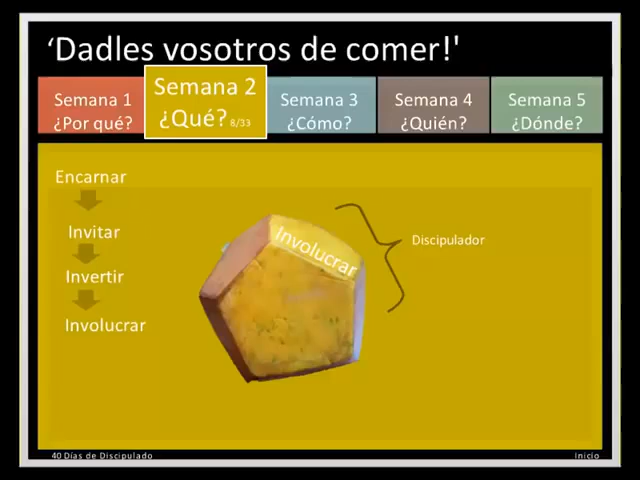 ‘Dadles vosotros de comer!'
Semana 1
¿Por qué?
Semana 2
¿Qué? 8/33
Semana 3
¿Cómo?
Semana 4
¿Quién?
Semana 5
¿Dónde?
Encarnar
Invitar
Invertir
Involucrar
Involucrar
Discipulador
40 Días de Discipulado
Inicio